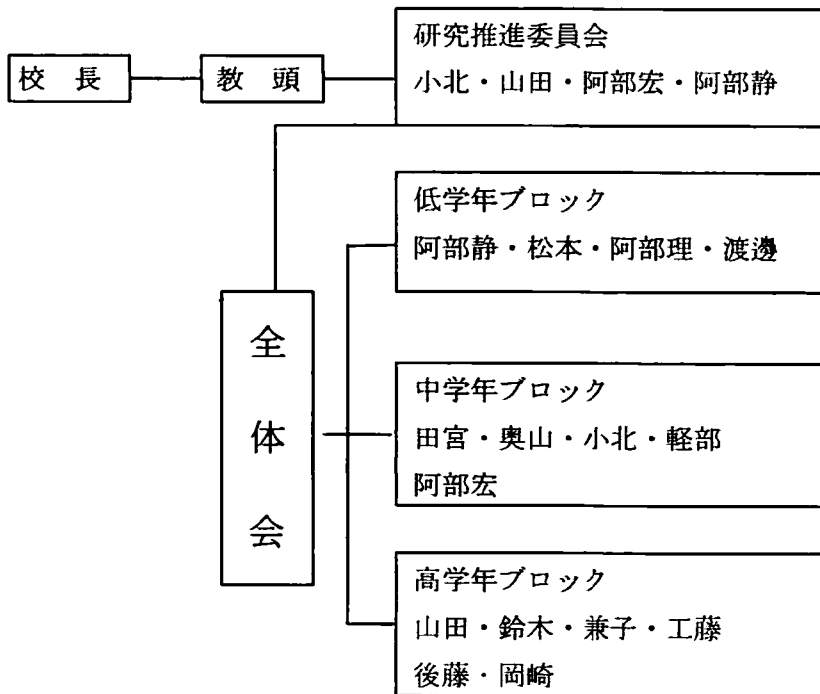 校長
教頭
研究推進委員会
小北・山田・阿部宏・阿部静
低学年ブロック
阿部静・松本・阿部理・渡邊
全体会
中学年ブロック
田宮・奥山・小北・軽部
阿部宏
高学年ブロック
山田・鈴木・兼子・工藤
後藤・岡崎